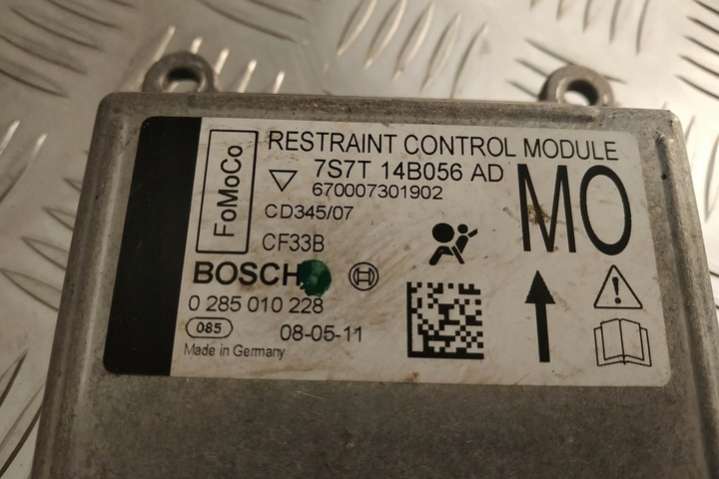 FoMoCo
RESTRAINT CONTROL MODULE
7S7T 14B056 AD
670007301902
CD345/07
CF33B
MO
BOSCH
0 285 010 228
085
08-05-11
Made in Germany